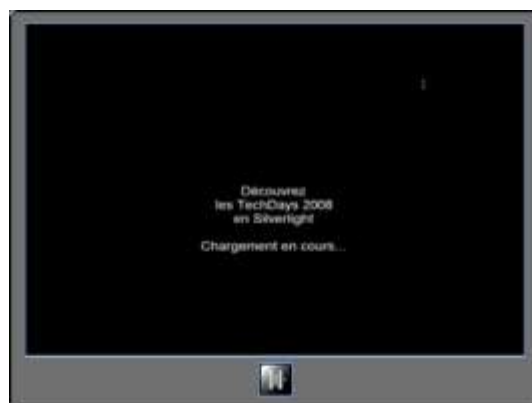 Découvrez
les TechDays 2008
en Silverlight
Chargement en cours...